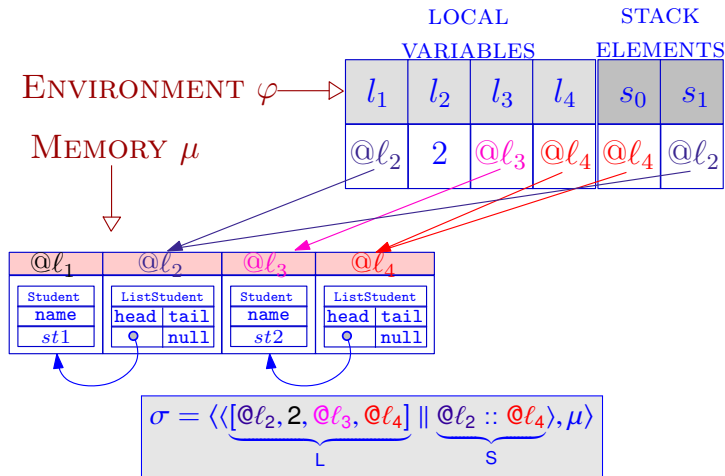 LOCAL VARIABLES
STACK ELEMENTS
ENVIRONMENT φ
l₁ l₂ l₃ l₄ s₀ s₁
@ℓ₂ 2 @ℓ₃ @ℓ₄ @ℓ₄ @ℓ₂
MEMORY μ
@ℓ₁ @ℓ₂ @ℓ₃ @ℓ₄
Student ListStudent Student ListStudent
name head tail name head tail
st1 null st2 null
σ = ⟨⟨[@ℓ₂, 2, @ℓ₃, @ℓ₄] ∥ @ℓ₂ :: @ℓ₄⟩, μ⟩
L S